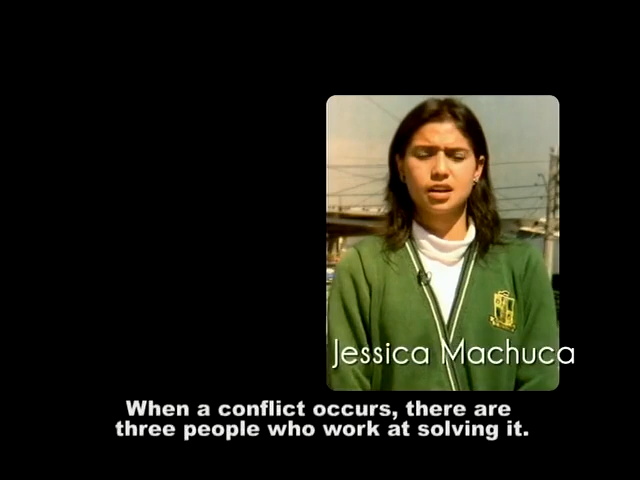 Jessica Machuca
When a conflict occurs, there are
three people who work at solving it.